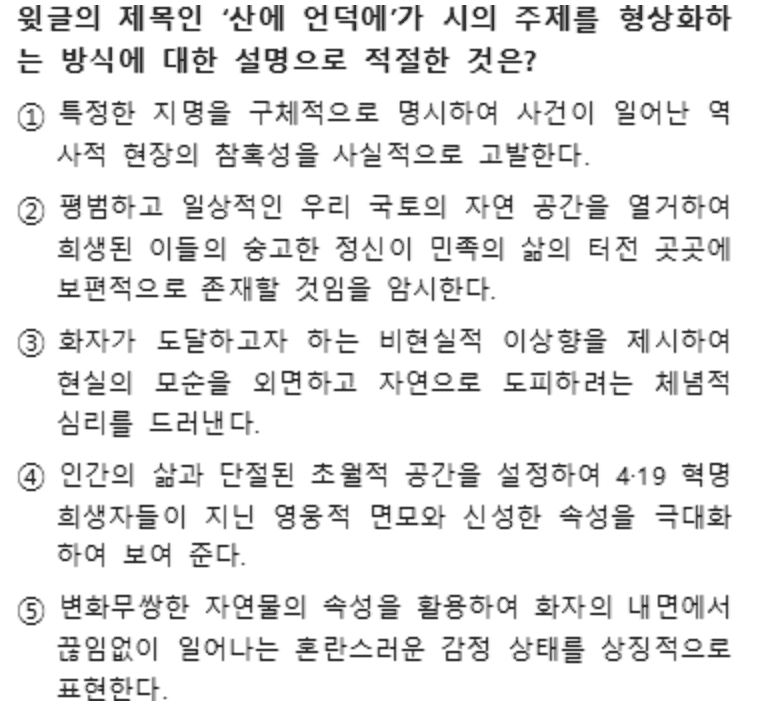 윗글의 제목인 ‘산에 언덕에’가 시의 주제를 형상화하
는 방식에 대한 설명으로 적절한 것은?
① 특정한 지명을 구체적으로 명시하여 사건이 일어난 역
사적 현장의 참혹성을 사실적으로 고발한다.
② 평범하고 일상적인 우리 국토의 자연 공간을 열거하여
희생된 이들의 숭고한 정신이 민족의 삶의 터전 곳곳에
보편적으로 존재할 것임을 암시한다.
③ 화자가 도달하고자 하는 비현실적 이상향을 제시하여
현실의 모순을 외면하고 자연으로 도피하려는 체념적
심리를 드러낸다.
④ 인간의 삶과 단절된 초월적 공간을 설정하여 4·19 혁명
희생자들이 지닌 영웅적 면모와 신성한 속성을 극대화
하여 보여 준다.
⑤ 변화무쌍한 자연물의 속성을 활용하여 화자의 내면에서
끊임없이 일어나는 혼란스러운 감정 상태를 상징적으로
표현한다.